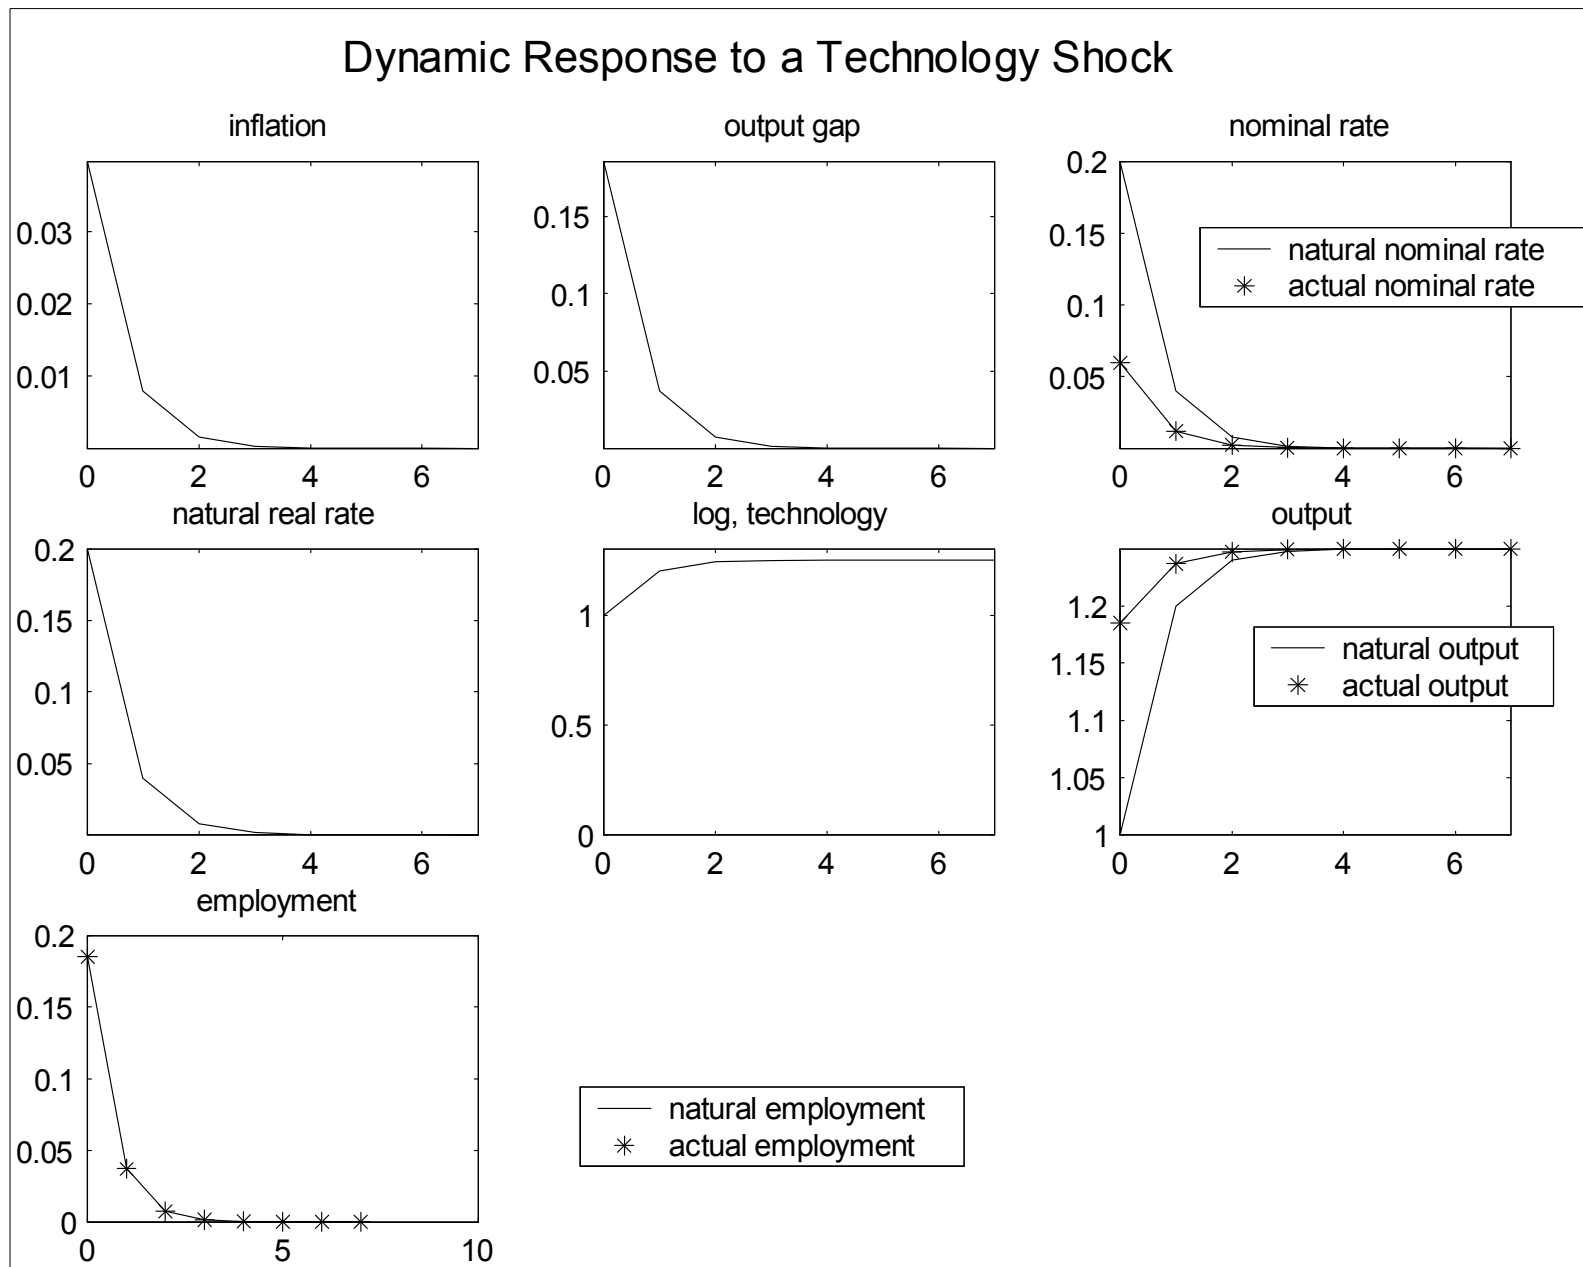 Dynamic Response to a Technology Shock
inflation
0.03
0.02
0.01
0 2 4 6
output gap
0.15
0.1
0.05
0 2 4 6
nominal rate
0.2
0.15
0.1
0.05
natural nominal rate
actual nominal rate
0 2 4 6
natural real rate
0.2
0.15
0.1
0.05
0 2 4 6
log, technology
1
0.5
0
0 2 4 6
output
1.2
1.15
1.1
1.05
1
natural output
actual output
0 2 4 6
employment
0.2
0.15
0.1
0.05
0
0 5 10
natural employment
actual employment